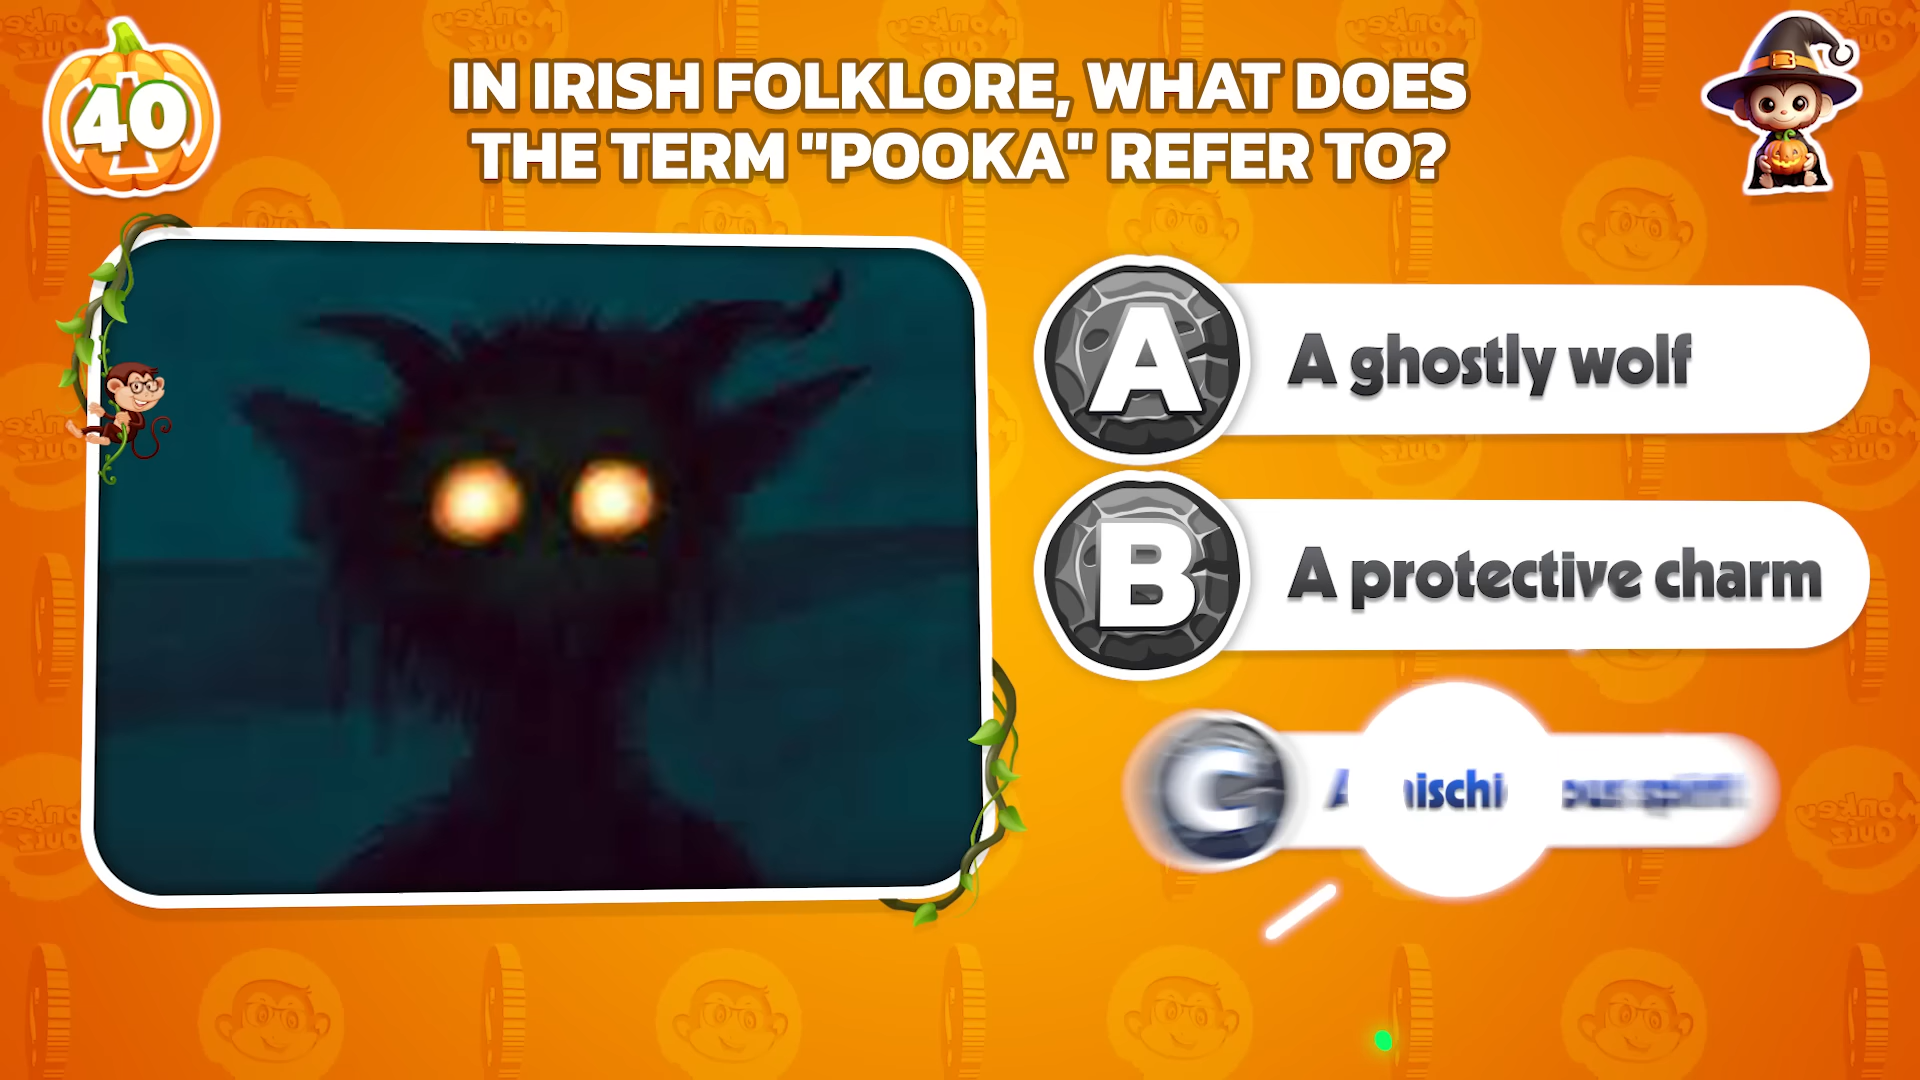 40
IN IRISH FOLKLORE, WHAT DOES
THE TERM "POOKA" REFER TO?
A
A ghostly wolf
B
A protective charm
C
A